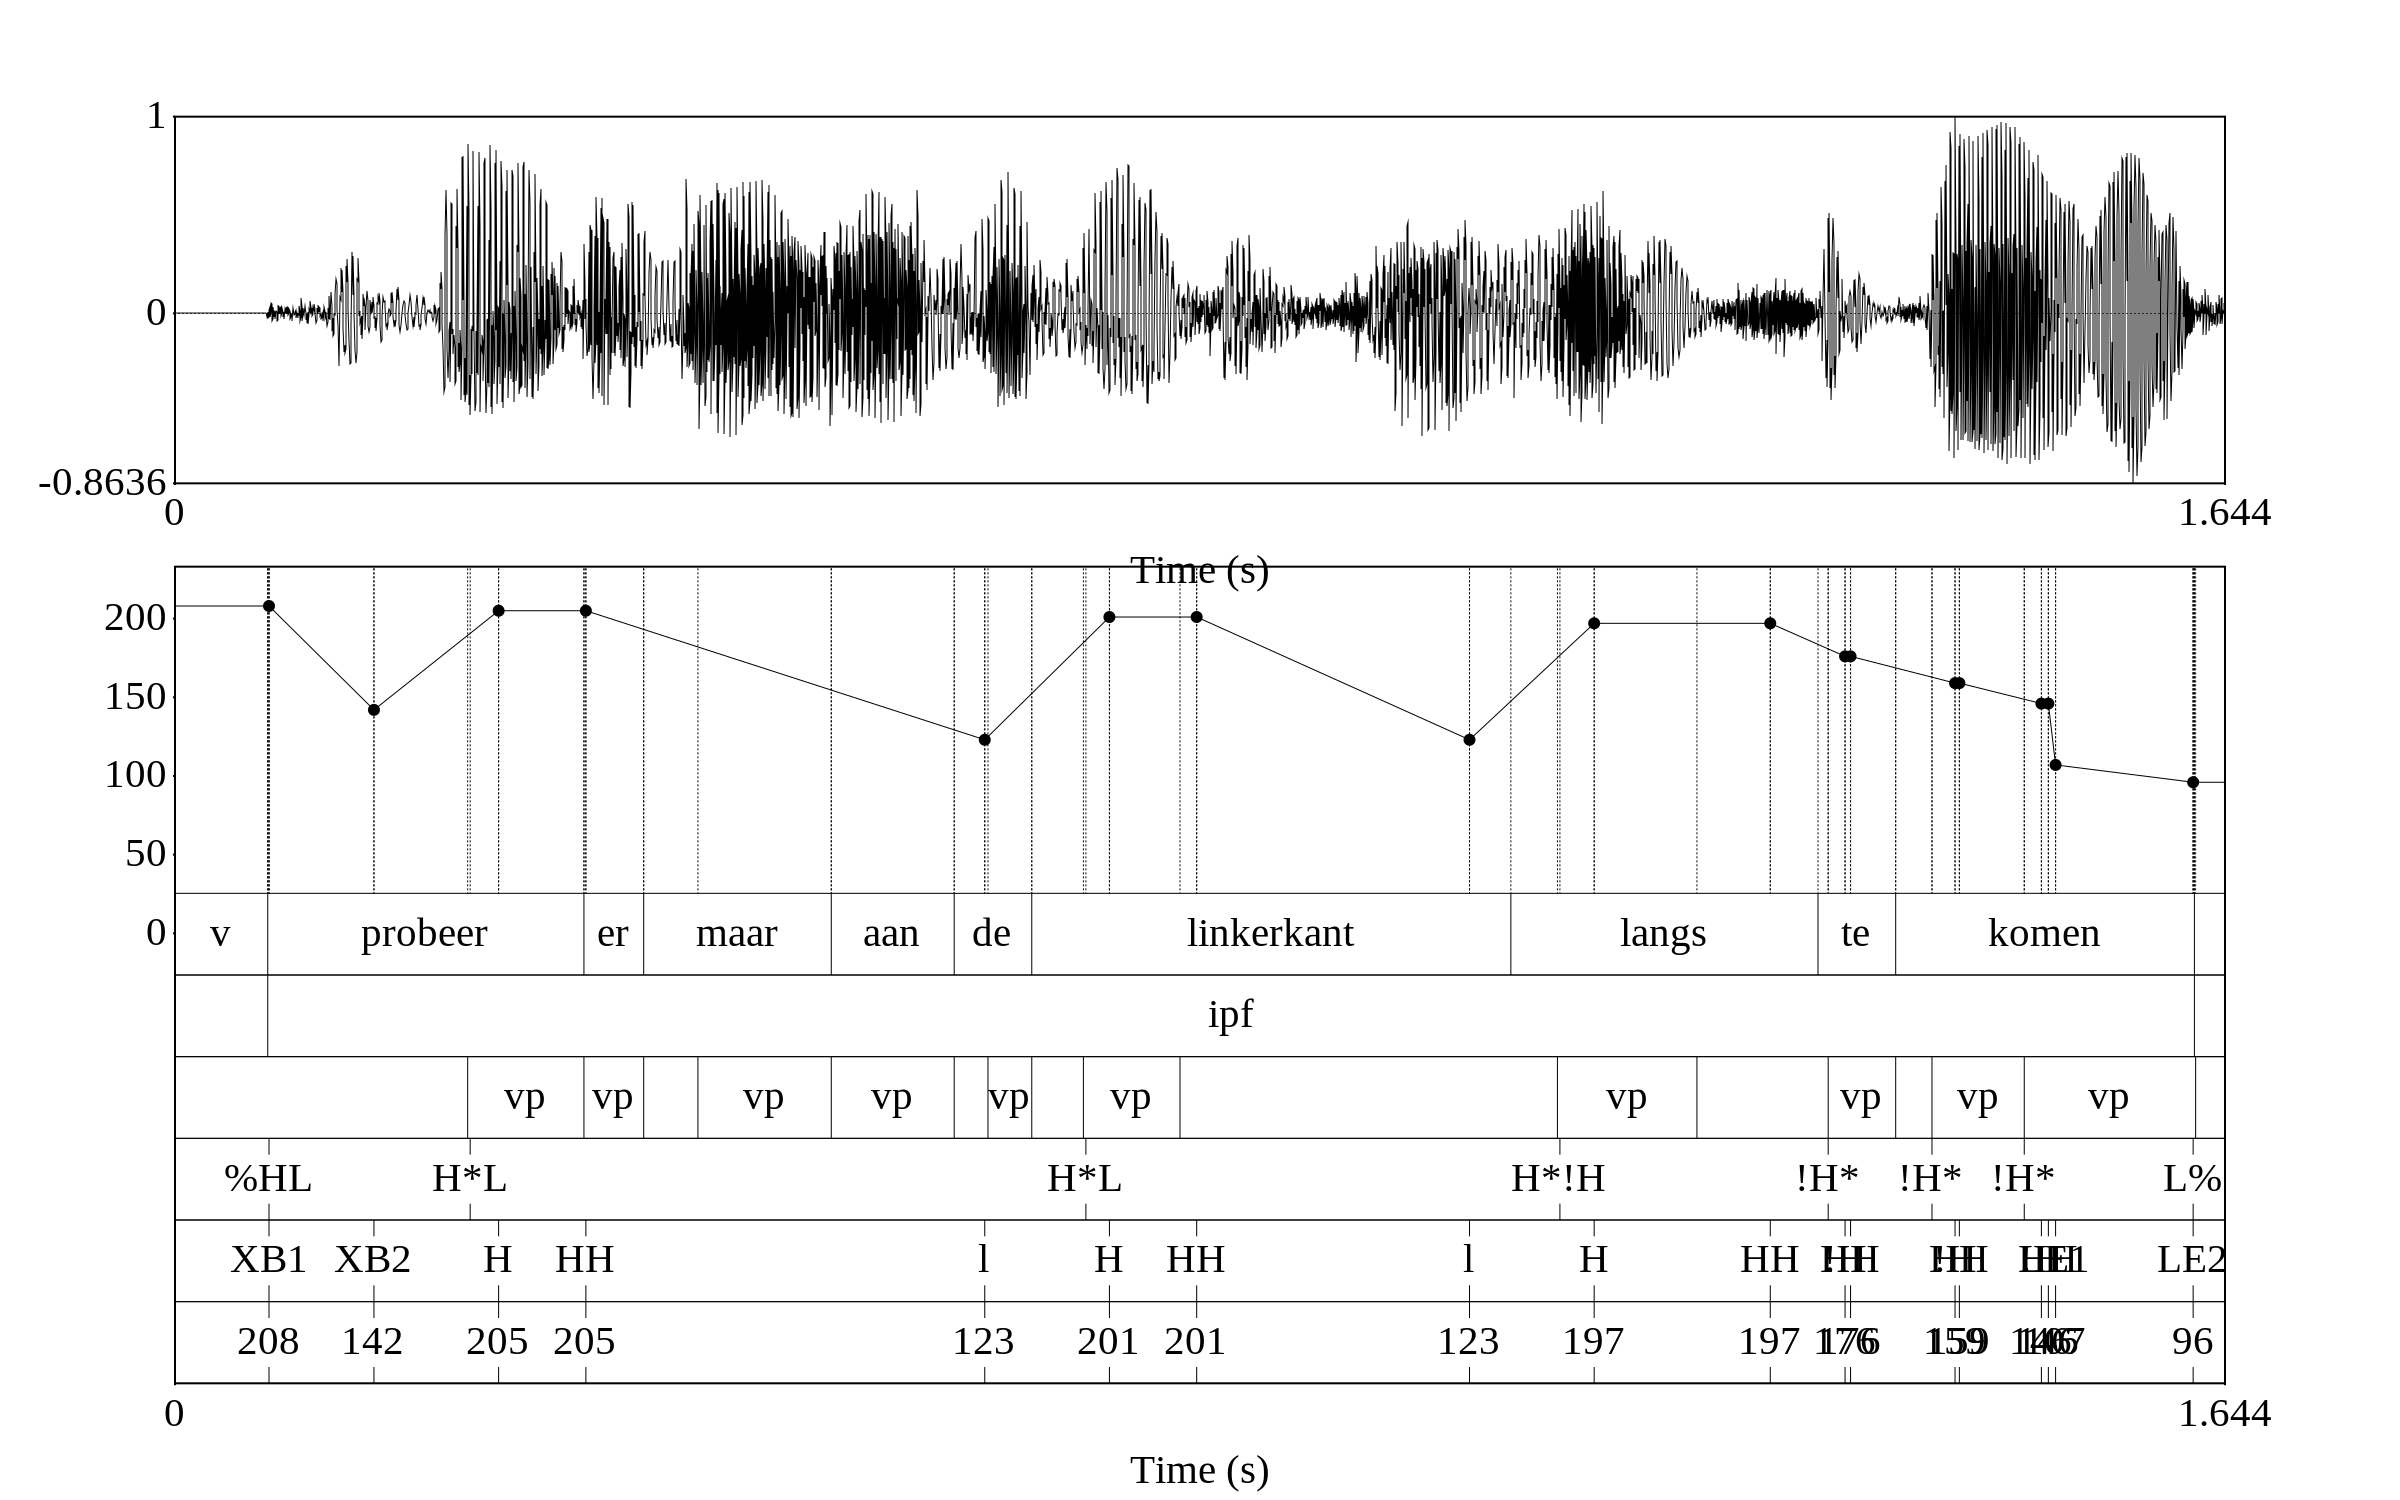 1
0
-0.8636
0 1.644
Time (s)
200
150
100
50
0
v probeer er maar aan de linkerkant langs te komen
ipf
vp vp vp vp vp vp vp vp vp vp
%HL H*L H*L H*!H !H* !H* !H* L%
XB1 XB2 H HH l H HH l H HH LE2
208 142 205 205 123 201 201 123 197 197 96
0 1.644
Time (s)